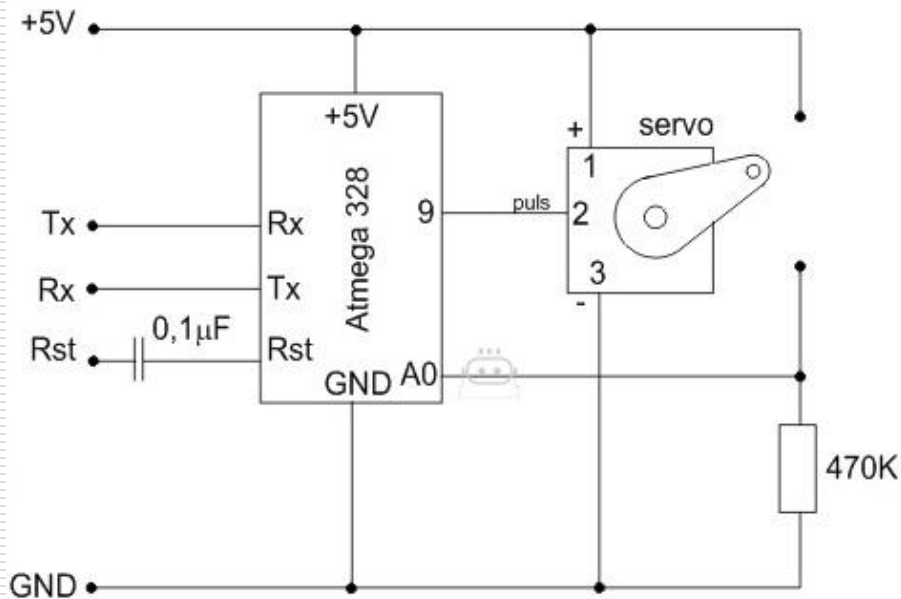 +5V
+5V
servo
+
1
Atmega 328
9
puls
2
Tx
Rx
3
-
Rx
Tx
0,1µF
Rst
Rst
GND
A0
470K
GND